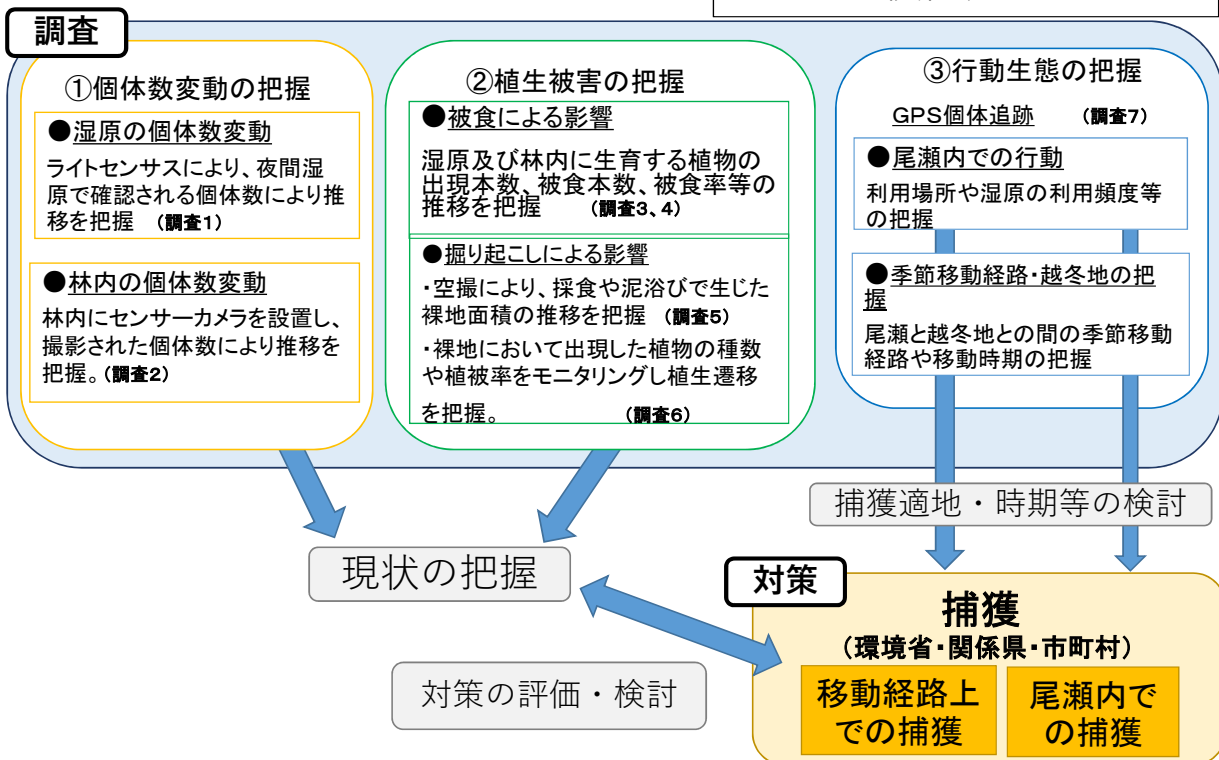 調査
①個体数変動の把握
●湿原の個体数変動
ライトセンサスにより、夜間湿
原で確認される個体数により推
移を把握 (調査1)
●林内の個体数変動
林内にセンサーカメラを設置し、
撮影された個体数により推移を
把握。(調査2)
②植生被害の把握
●被食による影響
湿原及び林内に生育する植物の
出現本数、被食本数、被食率等の
推移を把握 (調査3、4)
●掘り起こしによる影響
・空撮により、採食や泥浴びで生じた
裸地面積の推移を把握 (調査5)
・裸地において出現した植物の種数
や植被率をモニタリングし植生遷移
を把握。 (調査6)
③行動生態の把握
GPS個体追跡 (調査7)
●尾瀬内での行動
利用場所や湿原の利用頻度等
の把握
●季節移動経路・越冬地の把
握
尾瀬と越冬地との間の季節移動
経路や移動時期の把握
捕獲適地・時期等の検討
現状の把握
対策の評価・検討
対策
捕獲
(環境省・関係県・市町村)
移動経路上
での捕獲
尾瀬内で
の捕獲